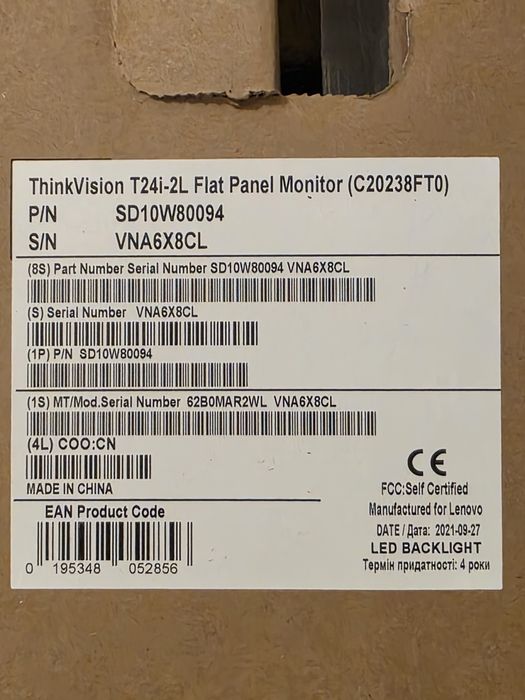 ThinkVision T24i-2L Flat Panel Monitor (C20238FT0)
P/N SD10W80094
S/N VNA6X8CL
(8S) Part Number Serial Number SD10W80094 VNA6X8CL
(S) Serial Number VNA6X8CL
(1P) P/N SD10W80094
(1S) MT/Mod.Serial Number 62B0MAR2WL VNA6X8CL
(4L) COO:CN
MADE IN CHINA
EAN Product Code
0 195348 052856
CE
FCC:Self Certified
Manufactured for Lenovo
DATE / Дата: 2021-09-27
LED BACKLIGHT
Термін придатності: 4 роки